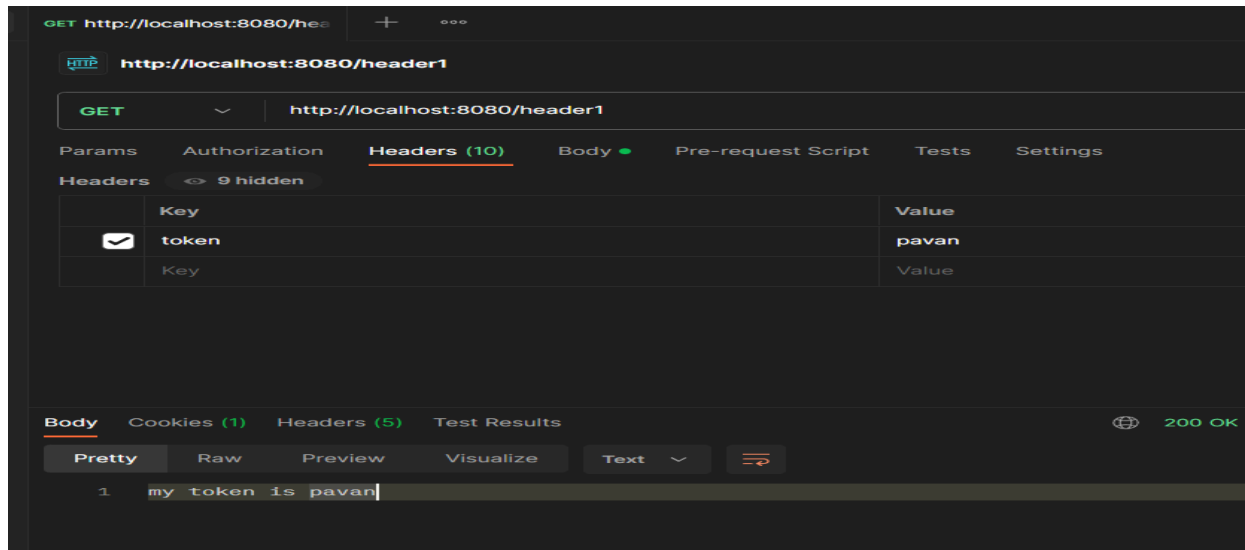 GET http://localhost:8080/hea
HTTP http://localhost:8080/header1
GET http://localhost:8080/header1
Params Authorization Headers (10) Body Pre-request Script Tests Settings
Headers 9 hidden
Key Value
token pavan
Key Value
Body Cookies (1) Headers (5) Test Results 200 OK
Pretty Raw Preview Visualize Text
1 my token is pavan